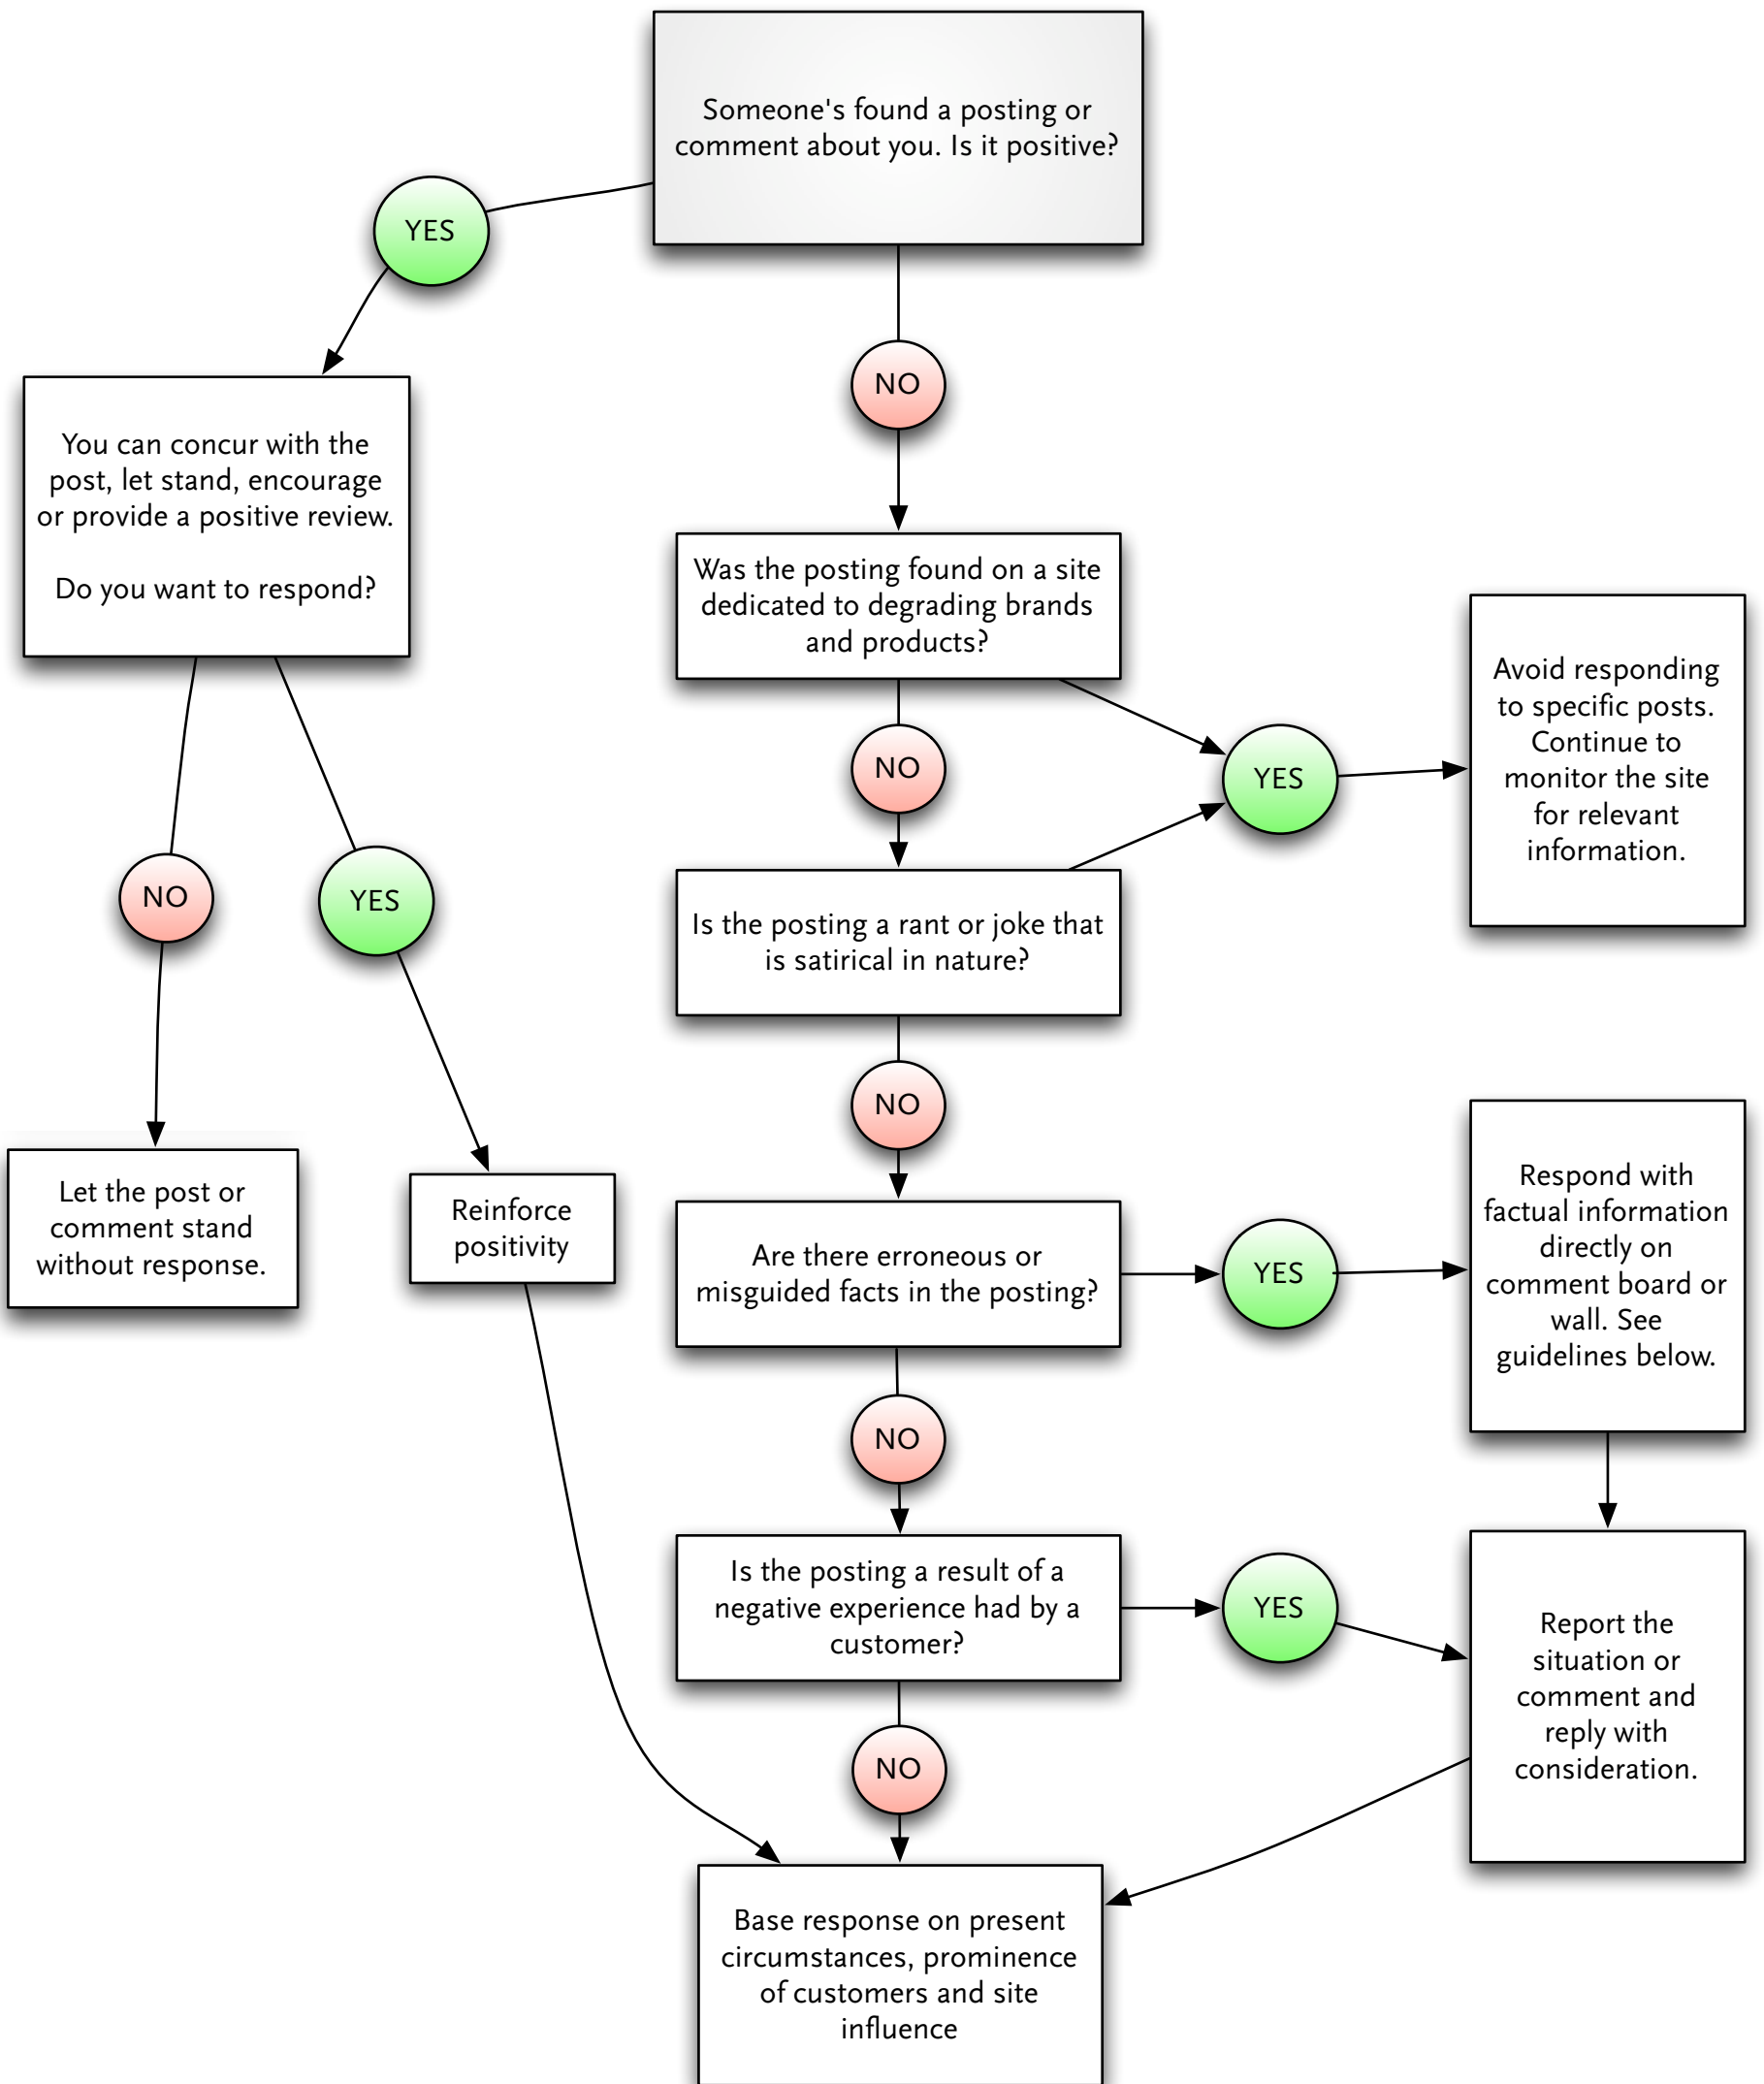 Someone's found a posting or
comment about you. Is it positive?
YES
NO
You can concur with the
post, let stand, encourage
or provide a positive review.
Do you want to respond?
Was the posting found on a site
dedicated to degrading brands
and products?
Avoid responding
to specific posts.
Continue to
monitor the site
for relevant
information.
NO
YES
NO
YES
Is the posting a rant or joke that
is satirical in nature?
NO
Let the post or
comment stand
without response.
Reinforce
positivity
Are there erroneous or
misguided facts in the posting?
YES
Respond with
factual information
directly on
comment board or
wall. See
guidelines below.
NO
Is the posting a result of a
negative experience had by a
customer?
YES
Report the
situation or
comment and
reply with
consideration.
NO
Base response on present
circumstances, prominence
of customers and site
influence